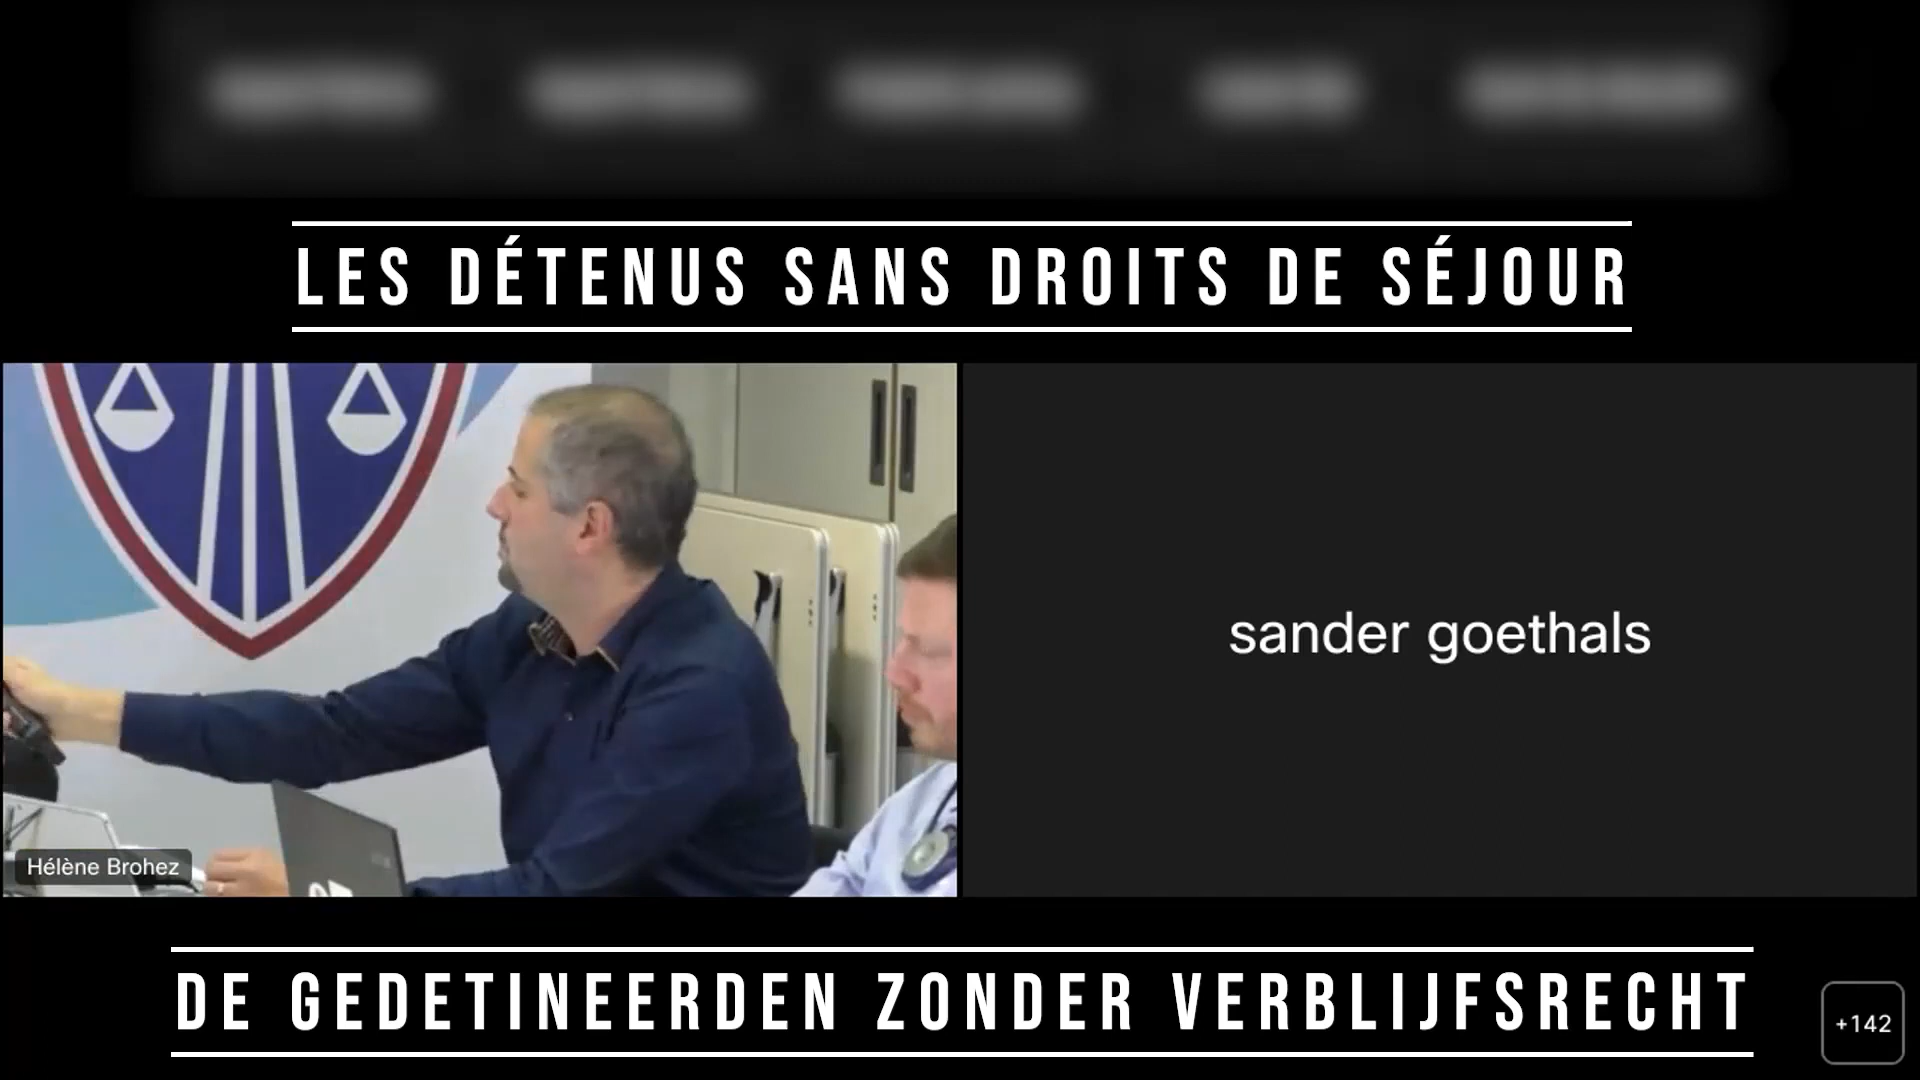 LES DÉTENUS SANS DROITS DE SÉJOUR
sander goethals
Hélène Brohez
DE GEDETINEERDEN ZONDER VERBLIJFSRECHT
+142